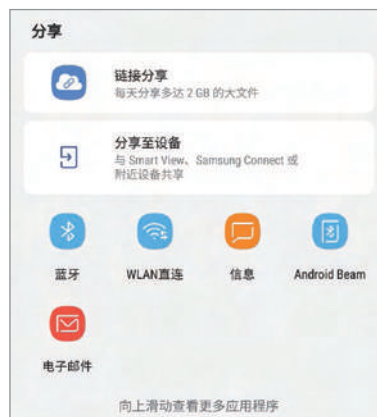 分享
链接分享
每天分享多达 2 GB 的大文件
分享至设备
与 Smart View、Samsung Connect 或
附近设备共享
蓝牙 WLAN直连 信息 Android Beam
电子邮件
向上滑动查看更多应用程序